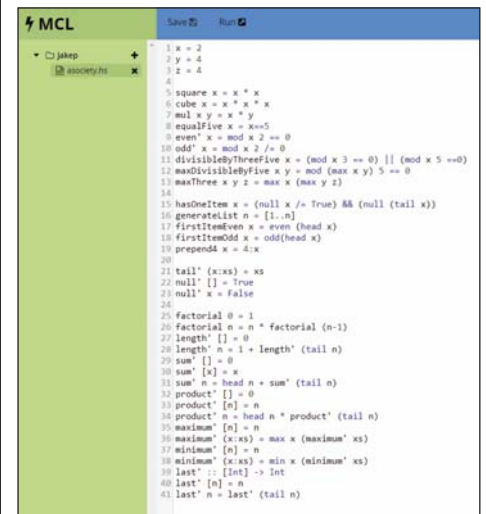 MCL
Save
Run
jakep
asociety.hs
1 x = 2
2 y = 4
3 z = 4
4
5 square x = x * x
6 cube x = x * x * x
7 mul x y = x * y
8 equalFive x = x==5
9 even' x = mod x 2 == 0
10 odd' x = mod x 2 /= 0
11 divisibleByThreeFive x = (mod x 3 == 0) || (mod x 5 ==0)
12 maxDivisibleByFive x y = mod (max x y) 5 == 0
13 maxThree x y z = max x (max y z)
14
15 hasOneItem x = (null x /= True) && (null (tail x))
16 generateList n = [1..n]
17 firstItemEven x = even (head x)
18 firstItemOdd x = odd(head x)
19 prepend4 x = 4:x
20
21 tail' (x:xs) = xs
22 null' [] = True
23 null' x = False
24
25 factorial 0 = 1
26 factorial n = n * factorial (n-1)
27 length' [] = 0
28 length' n = 1 + length' (tail n)
29 sum' [] = 0
30 sum' [x] = x
31 sum' n = head n + sum' (tail n)
32 product' [] = 0
33 product' [n] = n
34 product' n = head n * product' (tail n)
35 maximum' [n] = n
36 maximum' (x:xs) = max x (maximum' xs)
37 minimum' [n] = n
38 minimum' (x:xs) = min x (minimum' xs)
39 last' :: [Int] -> Int
40 last' [n] = n
41 last' n = last' (tail n)